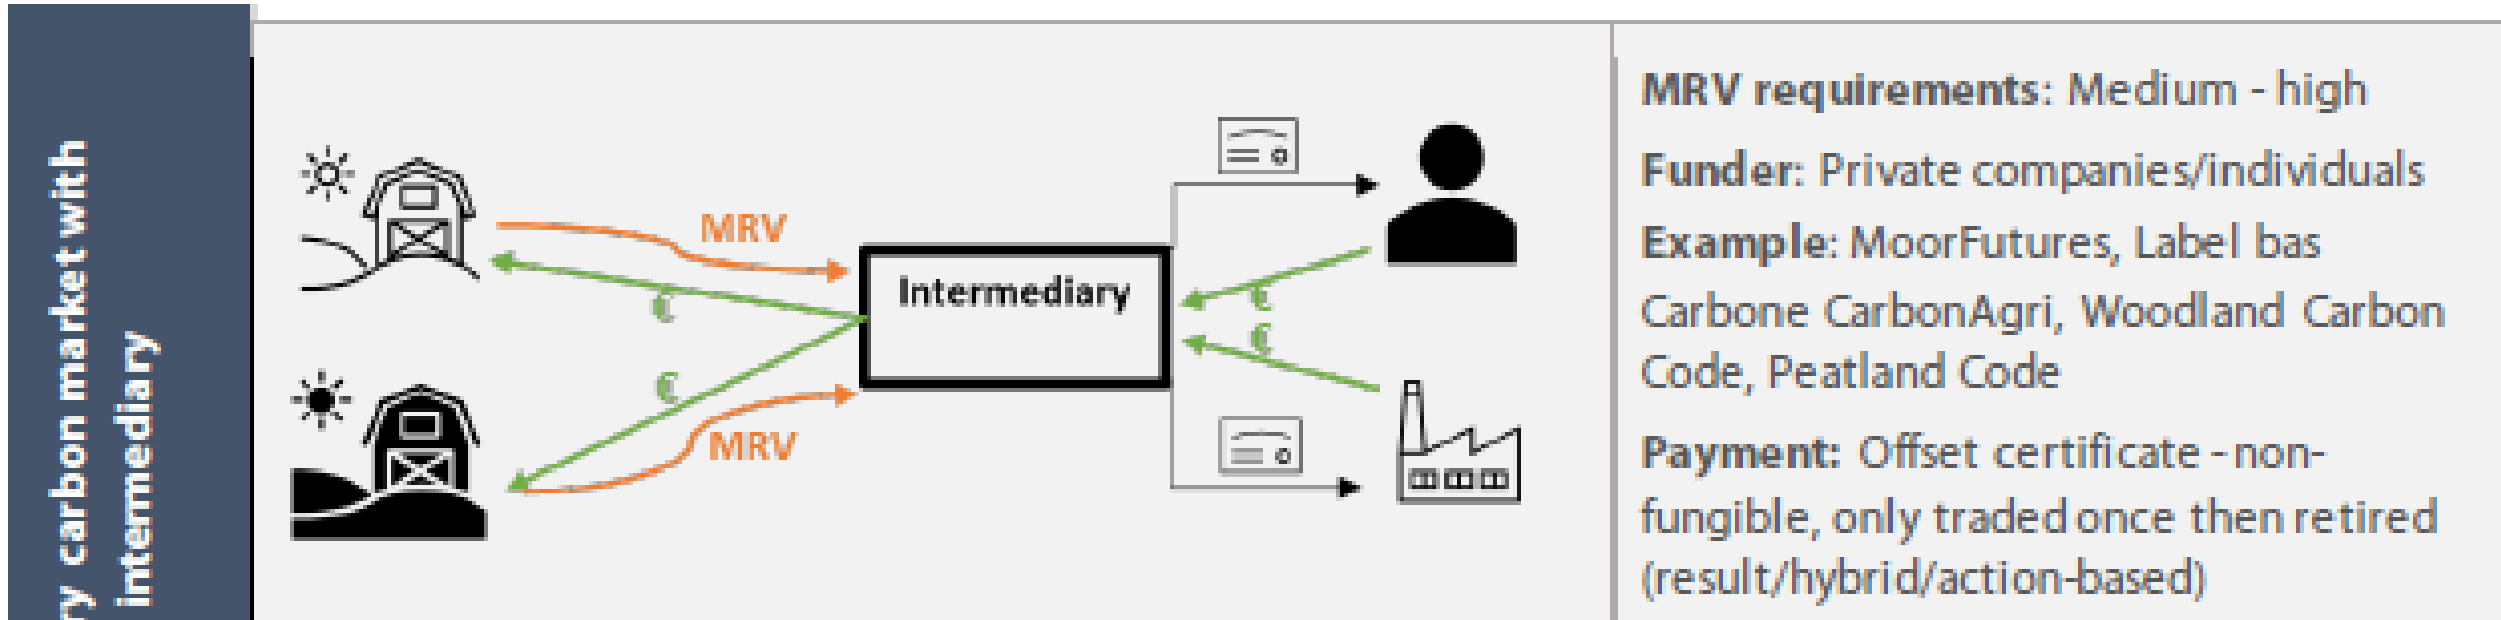 ry carbon market with
intermediary
MRV
€
€
MRV
Intermediary
€
€
MRV requirements: Medium - high
Funder: Private companies/individuals
Example: MoorFutures, Label bas
Carbone CarbonAgri, Woodland Carbon
Code, Peatland Code
Payment: Offset certificate - non-
fungible, only traded once then retired
(result/hybrid/action-based)